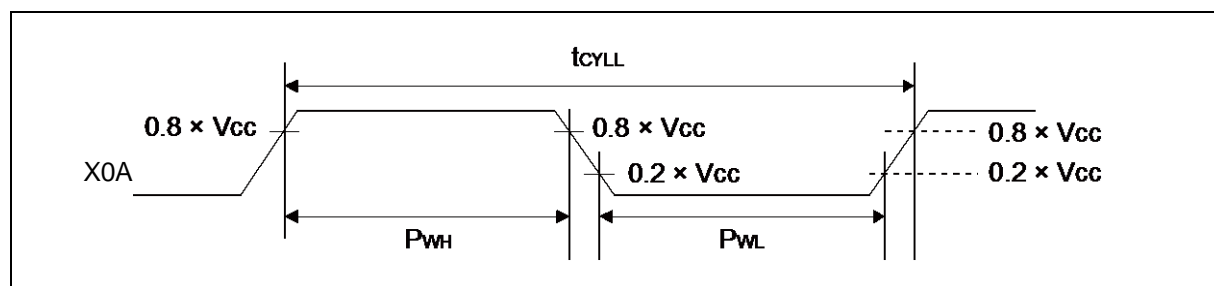 tCYLL
0.8 × Vcc
0.8 × Vcc
0.8 × Vcc
X0A
0.2 × Vcc
0.2 × Vcc
PWH
PWL